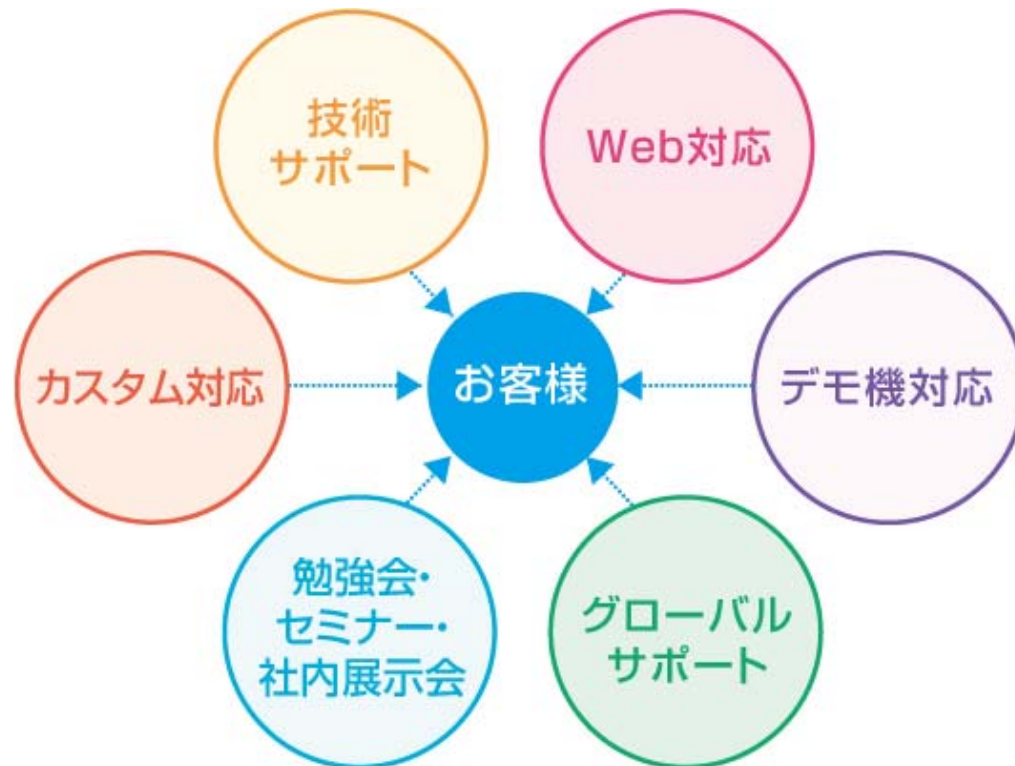 技術
サポート
Web対応
カスタム対応
お客様
デモ機対応
勉強会・
セミナー・
社内展示会
グローバル
サポート